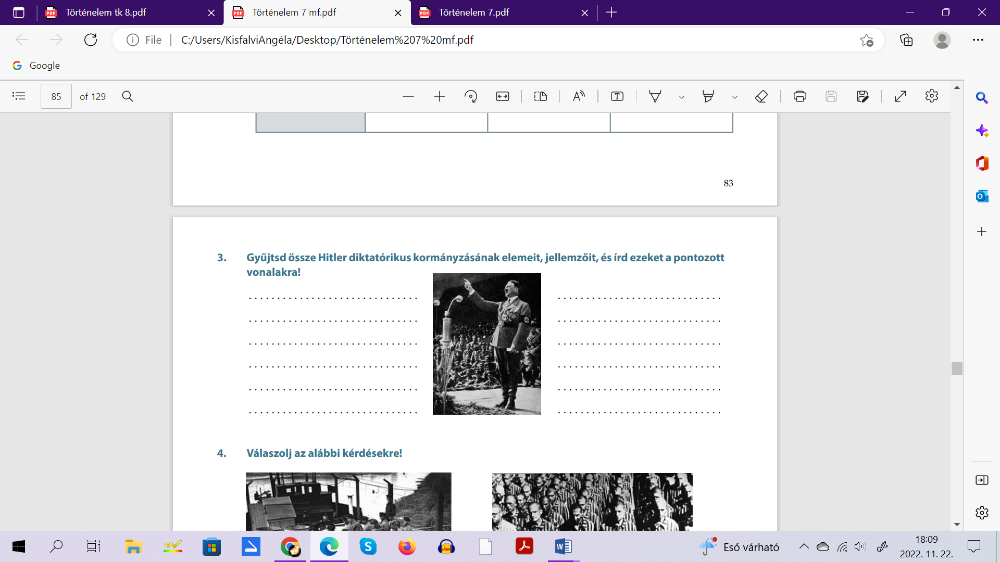 Történelem tk 8.pdf
Történelem 7 mf.pdf
Történelem 7.pdf
File
C:/Users/KisfalviAngéla/Desktop/Történelem%207%20mf.pdf
Google
85 of 129
83
3. Gyűjtsd össze Hitler diktatórikus kormányzásának elemeit, jellemzőit, és írd ezeket a pontozott
vonalakra!
4. Válaszolj az alábbi kérdésekre!
Eső várható
18:09
2022. 11. 22.